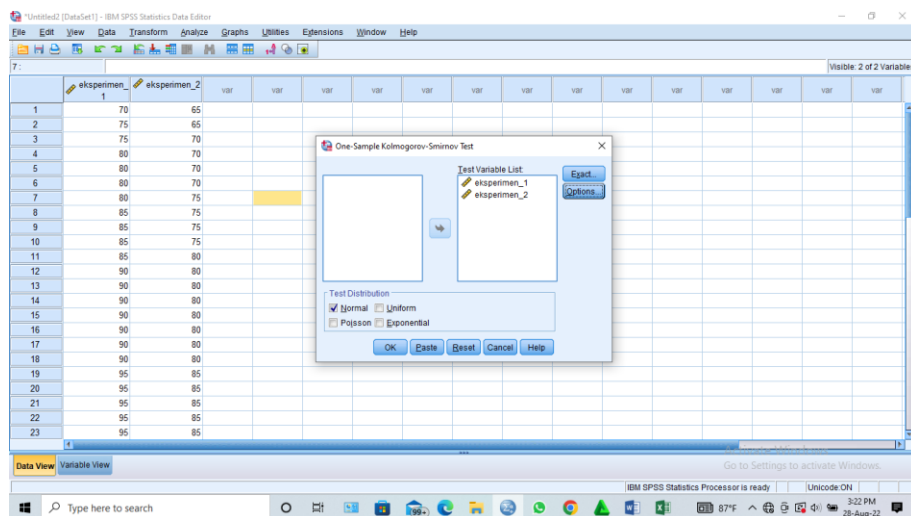 *Untitled2 [DataSet1] - IBM SPSS Statistics Data Editor
File Edit View Data Transform Analyze Graphs Utilities Extensions Window Help
7 :
Visible: 2 of 2 Variable
eksperimen_1 eksperimen_2 var var var var var var var var var var var var var var
1 70 65
2 75 65
3 75 70
4 80 70
5 80 70
6 80 70
7 80 75
8 85 75
9 85 75
10 85 75
11 85 80
12 90 80
13 90 80
14 90 80
15 90 80
16 90 80
17 90 80
18 90 80
19 95 85
20 95 85
21 95 85
22 95 85
23 95 85
One-Sample Kolmogorov-Smirnov Test
Test Variable List:
eksperimen_1
eksperimen_2
Exact...
Options...
Test Distribution
Normal Uniform
Poisson Exponential
OK Paste Reset Cancel Help
Data View Variable View
Go to Settings to activate Windows.
IBM SPSS Statistics Processor is ready Unicode:ON
Type here to search
99+
87°F
3:22 PM
28-Aug-22